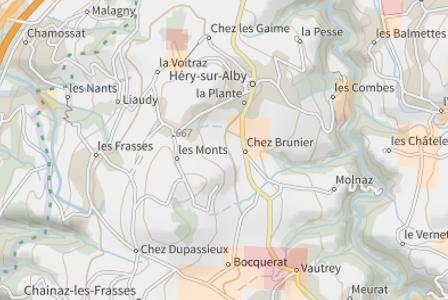 Malagny
Chez les Gaime
la Pesse
Chamossat
les Balmettes
la Voitraz
Héry-sur-Alby
les Nants
la Plante
les Combes
Liaudy
667
les Frasses
les Monts
Chez Brunier
les Châtele
Molnaz
le Vernet
Chez Dupassieux
Bocquerat
Vautrey
Chainaz-les-Frasses
Meurat